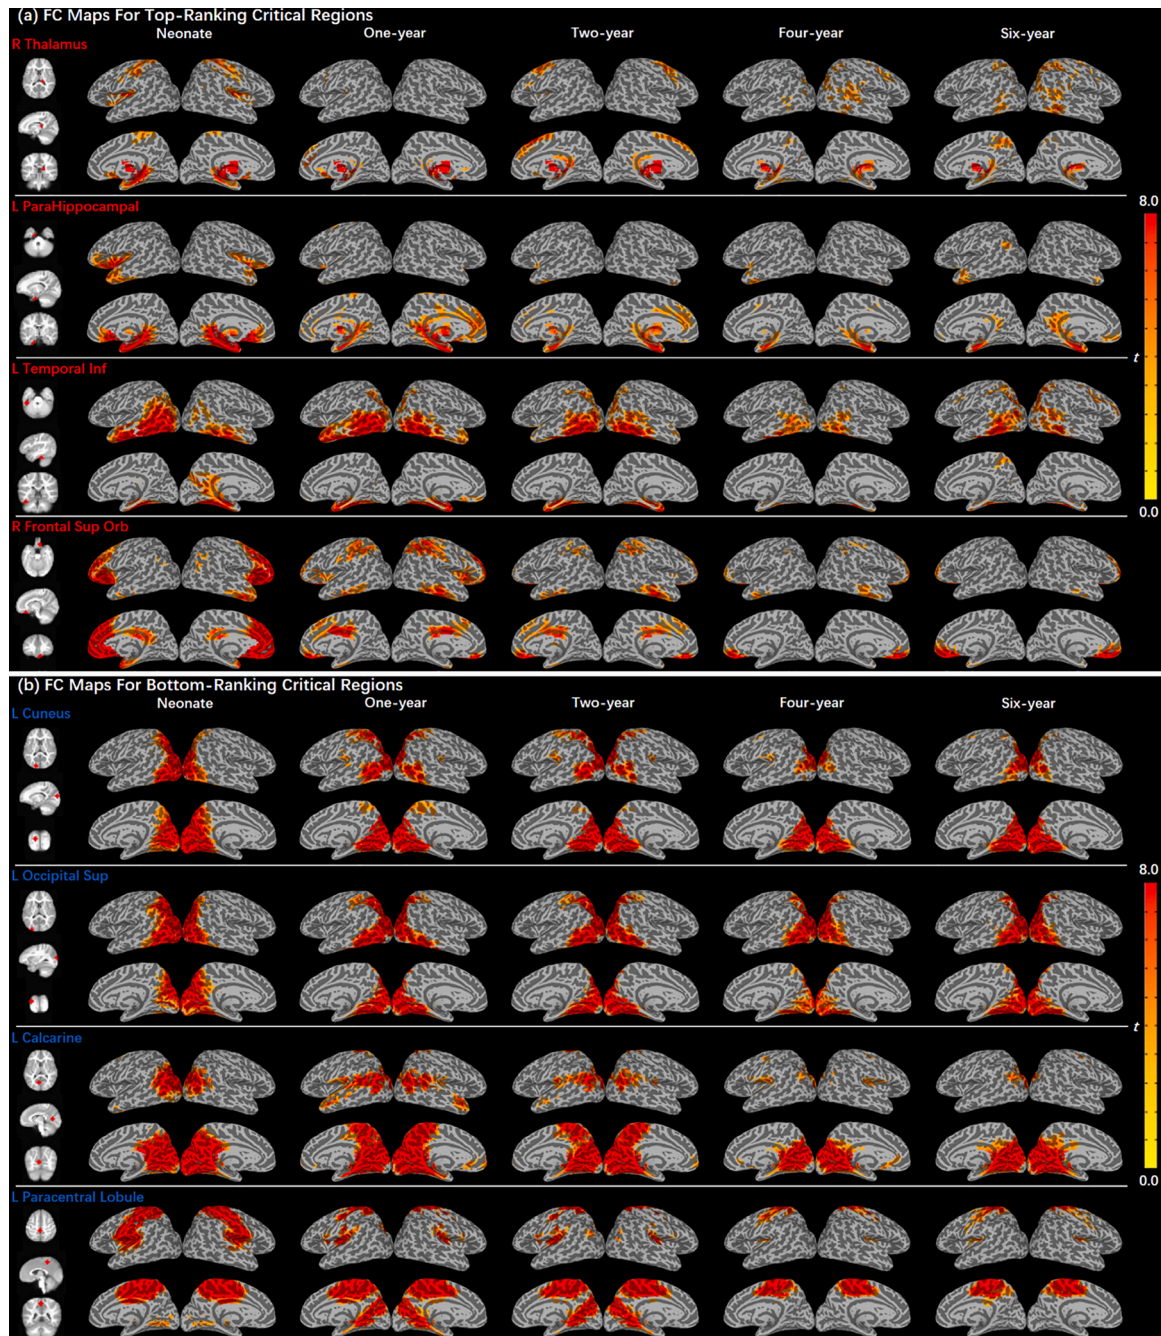 (a) FC Maps For Top-Ranking Critical Regions
Neonate One-year Two-year Four-year Six-year
R Thalamus
L ParaHippocampal
8.0
t
L Temporal Inf
0.0
R Frontal Sup Orb
(b) FC Maps For Bottom-Ranking Critical Regions
Neonate One-year Two-year Four-year Six-year
L Cuneus
8.0
L Occipital Sup
t
L Calcarine
0.0
L Paracentral Lobule